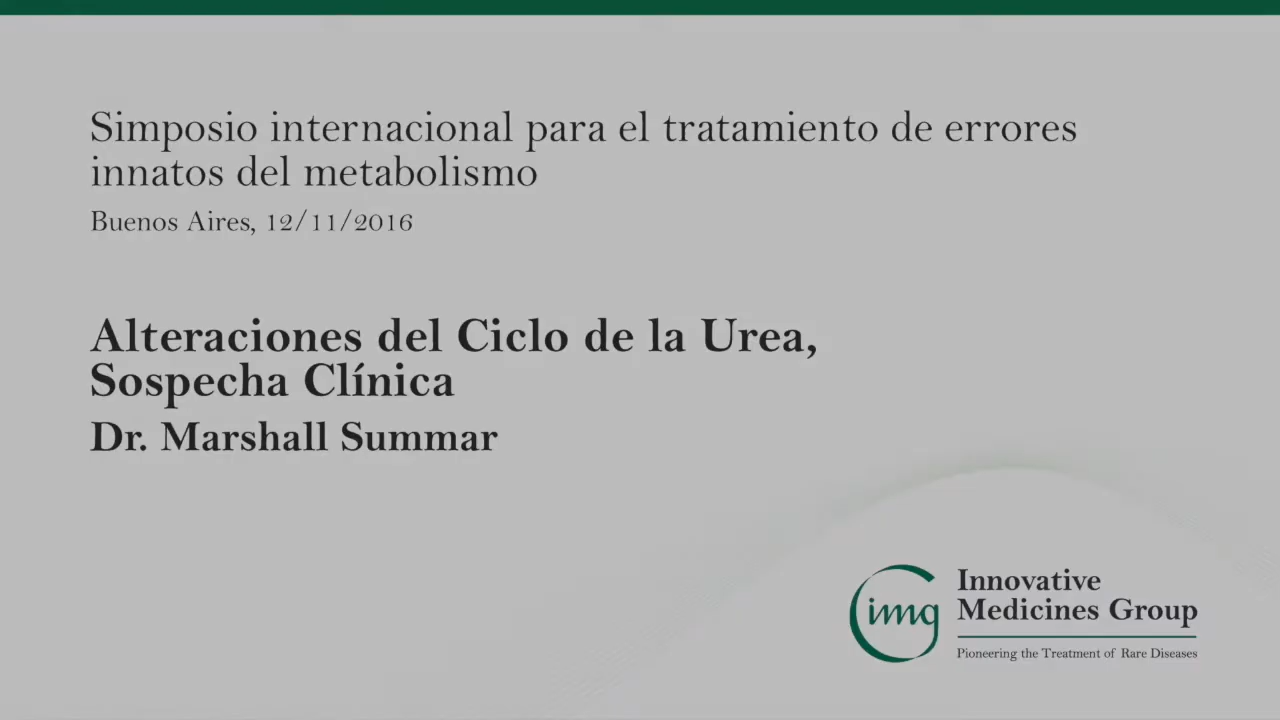 Simposio internacional para el tratamiento de errores
innatos del metabolismo
Buenos Aires, 12/11/2016
Alteraciones del Ciclo de la Urea,
Sospecha Clínica
Dr. Marshall Summar
img
Innovative
Medicines Group
Pioneering the Treatment of Rare Diseases